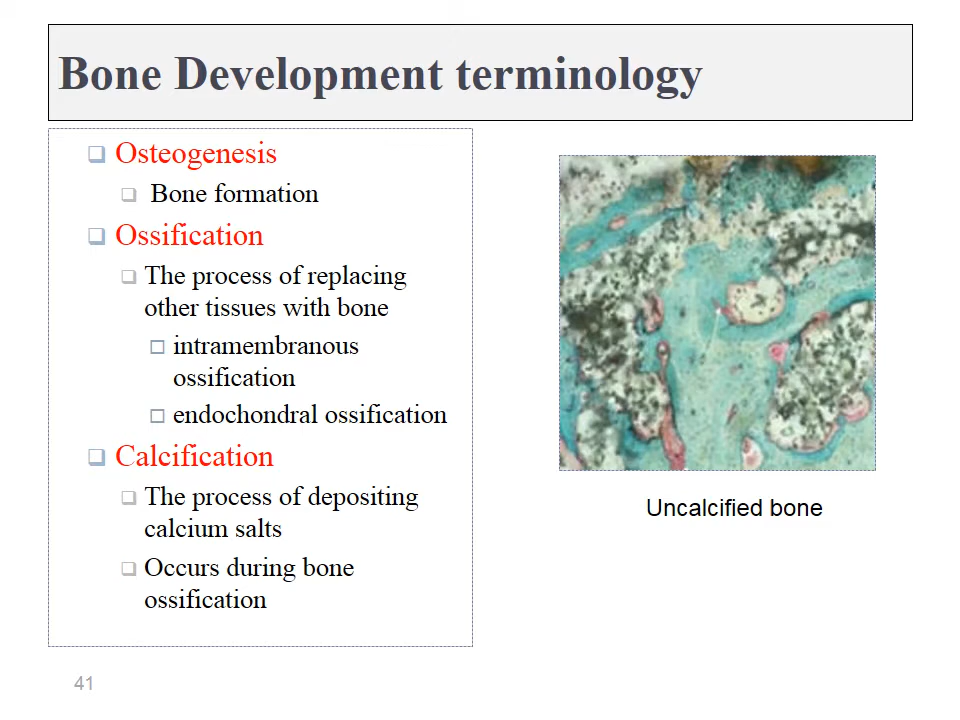 Bone Development terminology
Osteogenesis
Bone formation
Ossification
The process of replacing
other tissues with bone
intramembranous
ossification
endochondral ossification
Calcification
The process of depositing
calcium salts
Occurs during bone
ossification
Uncalcified bone
41